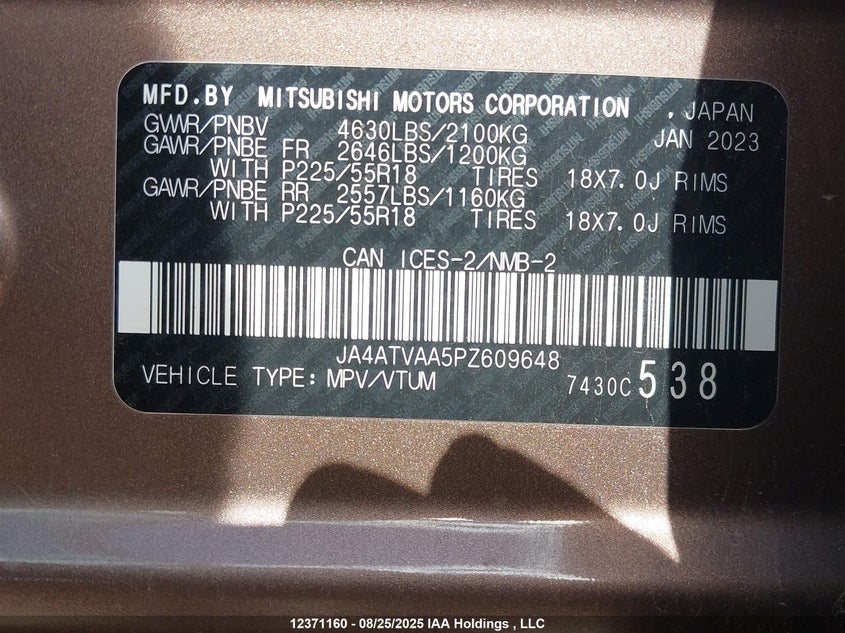 MFD.BY MITSUBISHI MOTORS CORPORATION , JAPAN
GVWR/PNBV 4630LBS/2100KG JAN 2023
GAWR/PNBE FR 2646LBS/1200KG
WITH P225/55R18 TIRES 18X7.0J RIMS
GAWR/PNBE RR 2557LBS/1160KG
WITH P225/55R18 TIRES 18X7.0J RIMS
CAN ICES-2/NMB-2
JA4ATVAA5PZ609648
VEHICLE TYPE: MPV/VTUM 7430C 538
12371160 - 08/25/2025 IAA Holdings , LLC